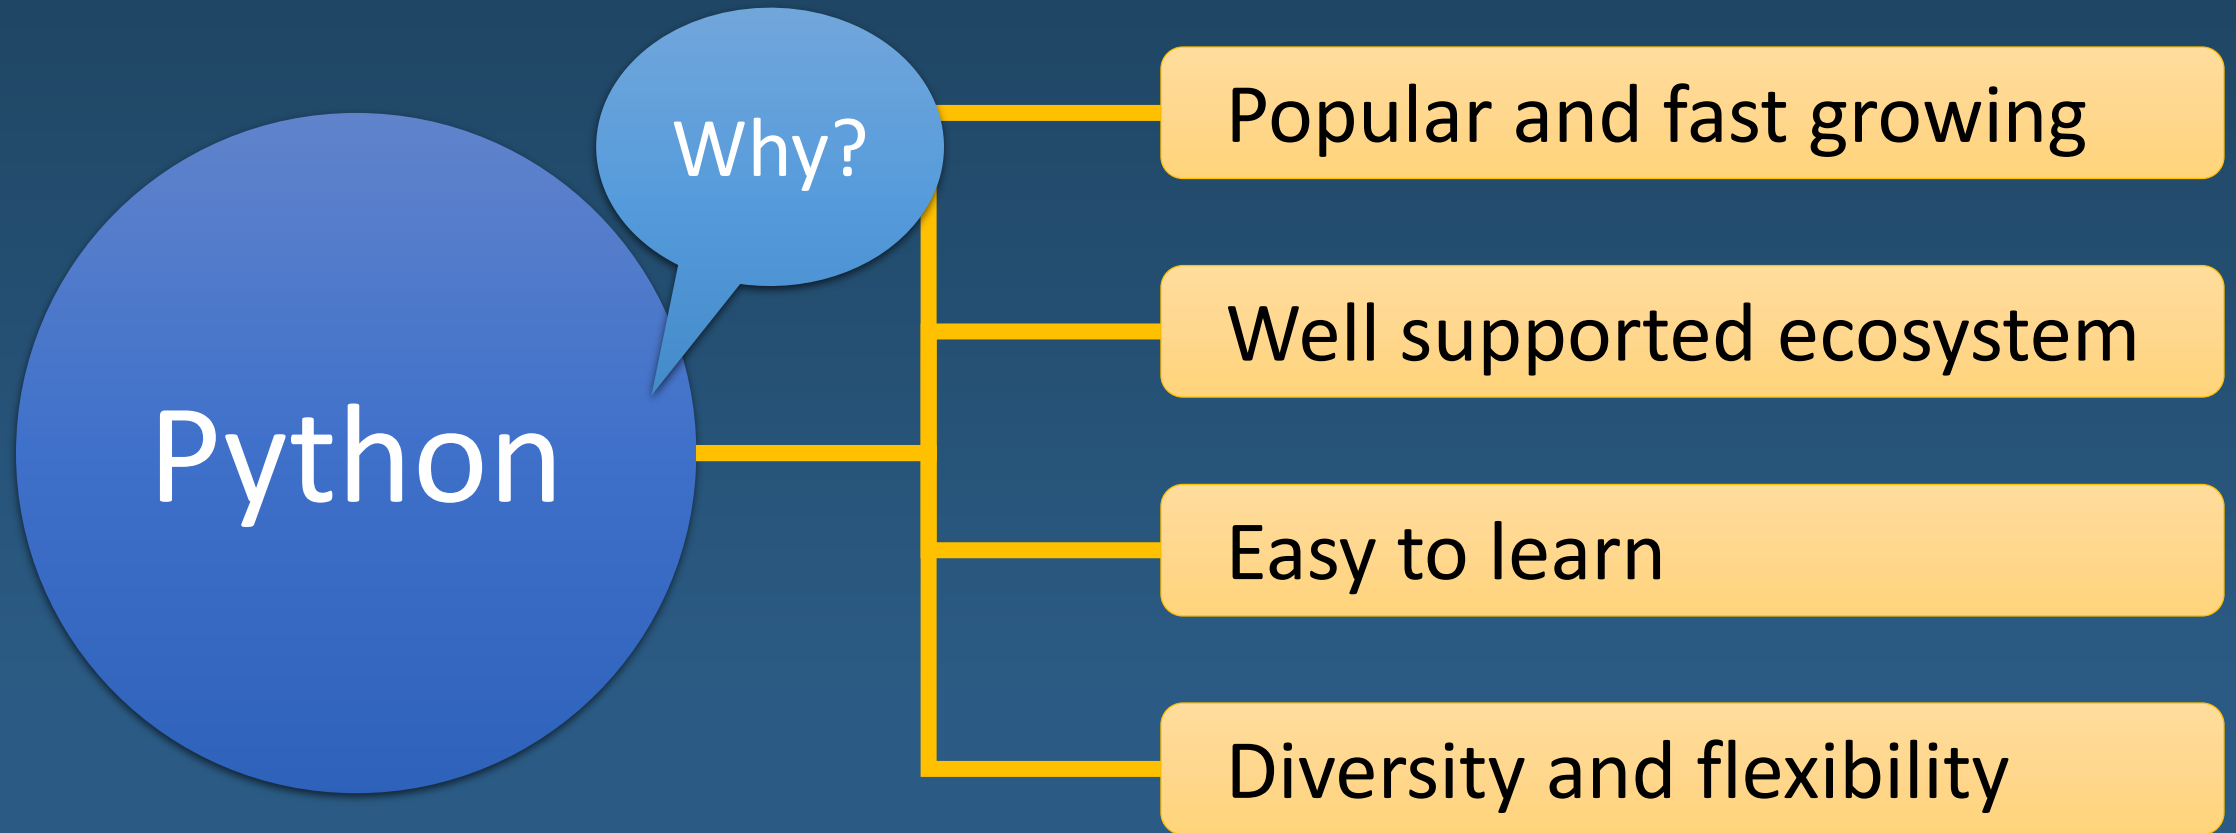 Python
Why?
Popular and fast growing
Well supported ecosystem
Easy to learn
Diversity and flexibility